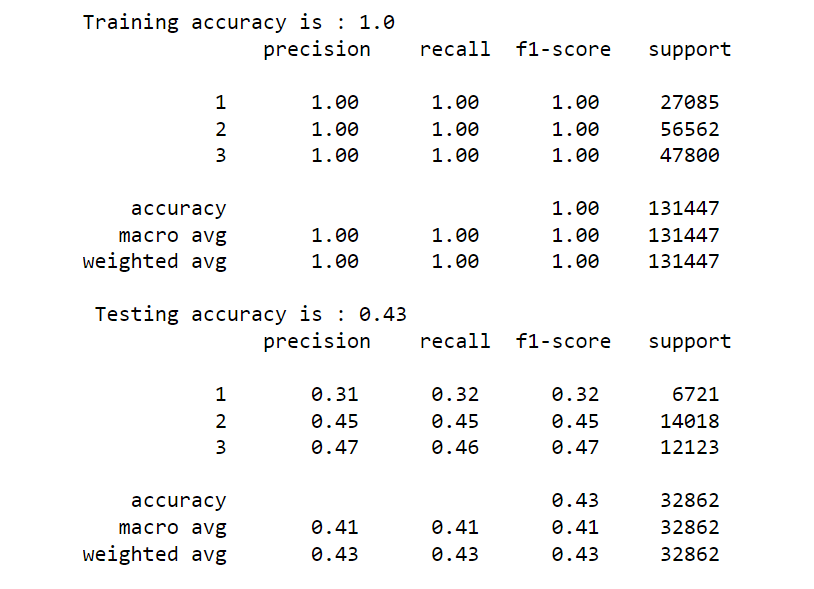 Training accuracy is : 1.0
precision recall f1-score support
1 1.00 1.00 1.00 27085
2 1.00 1.00 1.00 56562
3 1.00 1.00 1.00 47800
accuracy 1.00 131447
macro avg 1.00 1.00 1.00 131447
weighted avg 1.00 1.00 1.00 131447
Testing accuracy is : 0.43
precision recall f1-score support
1 0.31 0.32 0.32 6721
2 0.45 0.45 0.45 14018
3 0.47 0.46 0.47 12123
accuracy 0.43 32862
macro avg 0.41 0.41 0.41 32862
weighted avg 0.43 0.43 0.43 32862